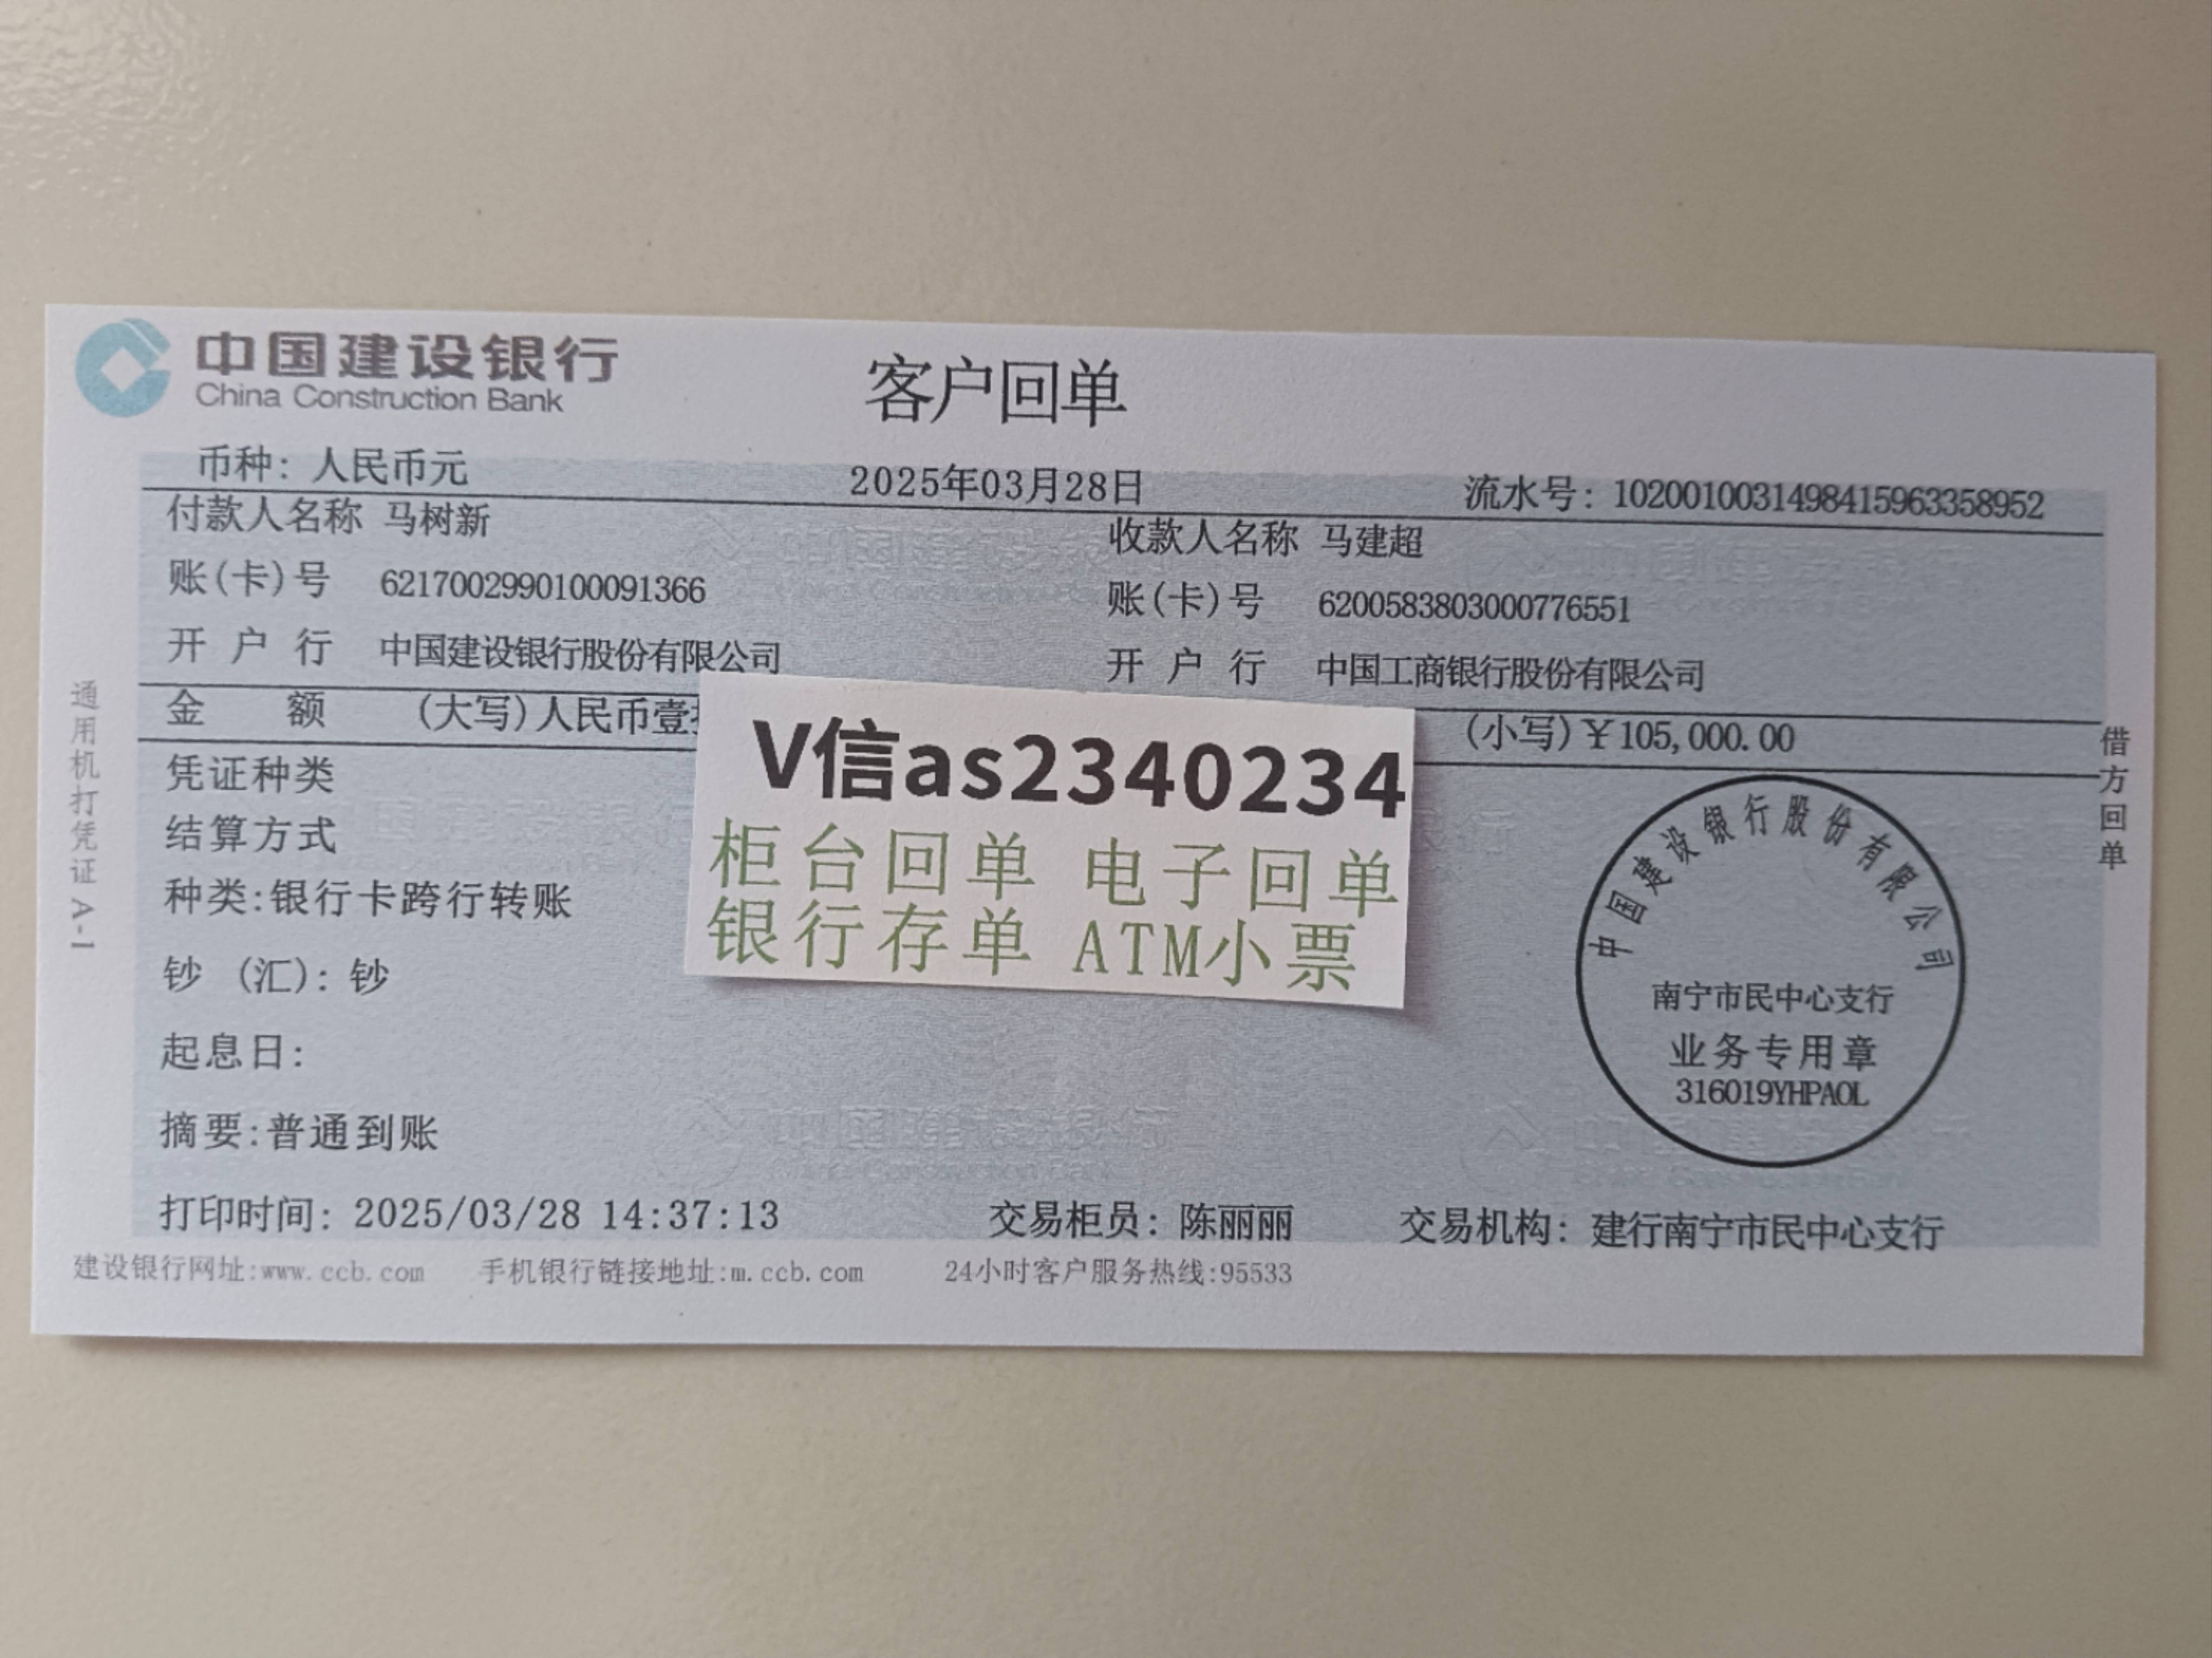 中国建设银行
China Construction Bank
客户回单
币种：人民币元
2025年03月28日
流水号：1020010031498415963358952
付款人名称 马树新
收款人名称 马建超
账(卡)号 6217002990100091366
账(卡)号 6200583803000776551
开户行 中国建设银行股份有限公司
开户行 中国工商银行股份有限公司
金额 (大写)人民币壹
(小写)￥105,000.00
V信as2340234
柜台回单 电子回单
银行存单 ATM小票
凭证种类
结算方式
种类:银行卡跨行转账
钞 (汇)：钞
起息日：
摘要:普通到账
中国建设银行股份有限公司
南宁市民中心支行
业务专用章
316019YHPAOL
打印时间：2025/03/28 14:37:13
交易柜员：陈丽丽
交易机构：建行南宁市民中心支行
建设银行网址:www.ccb.com
手机银行链接地址:m.ccb.com
24小时客户服务热线:95533
通用机打凭证 A-1
借方回单